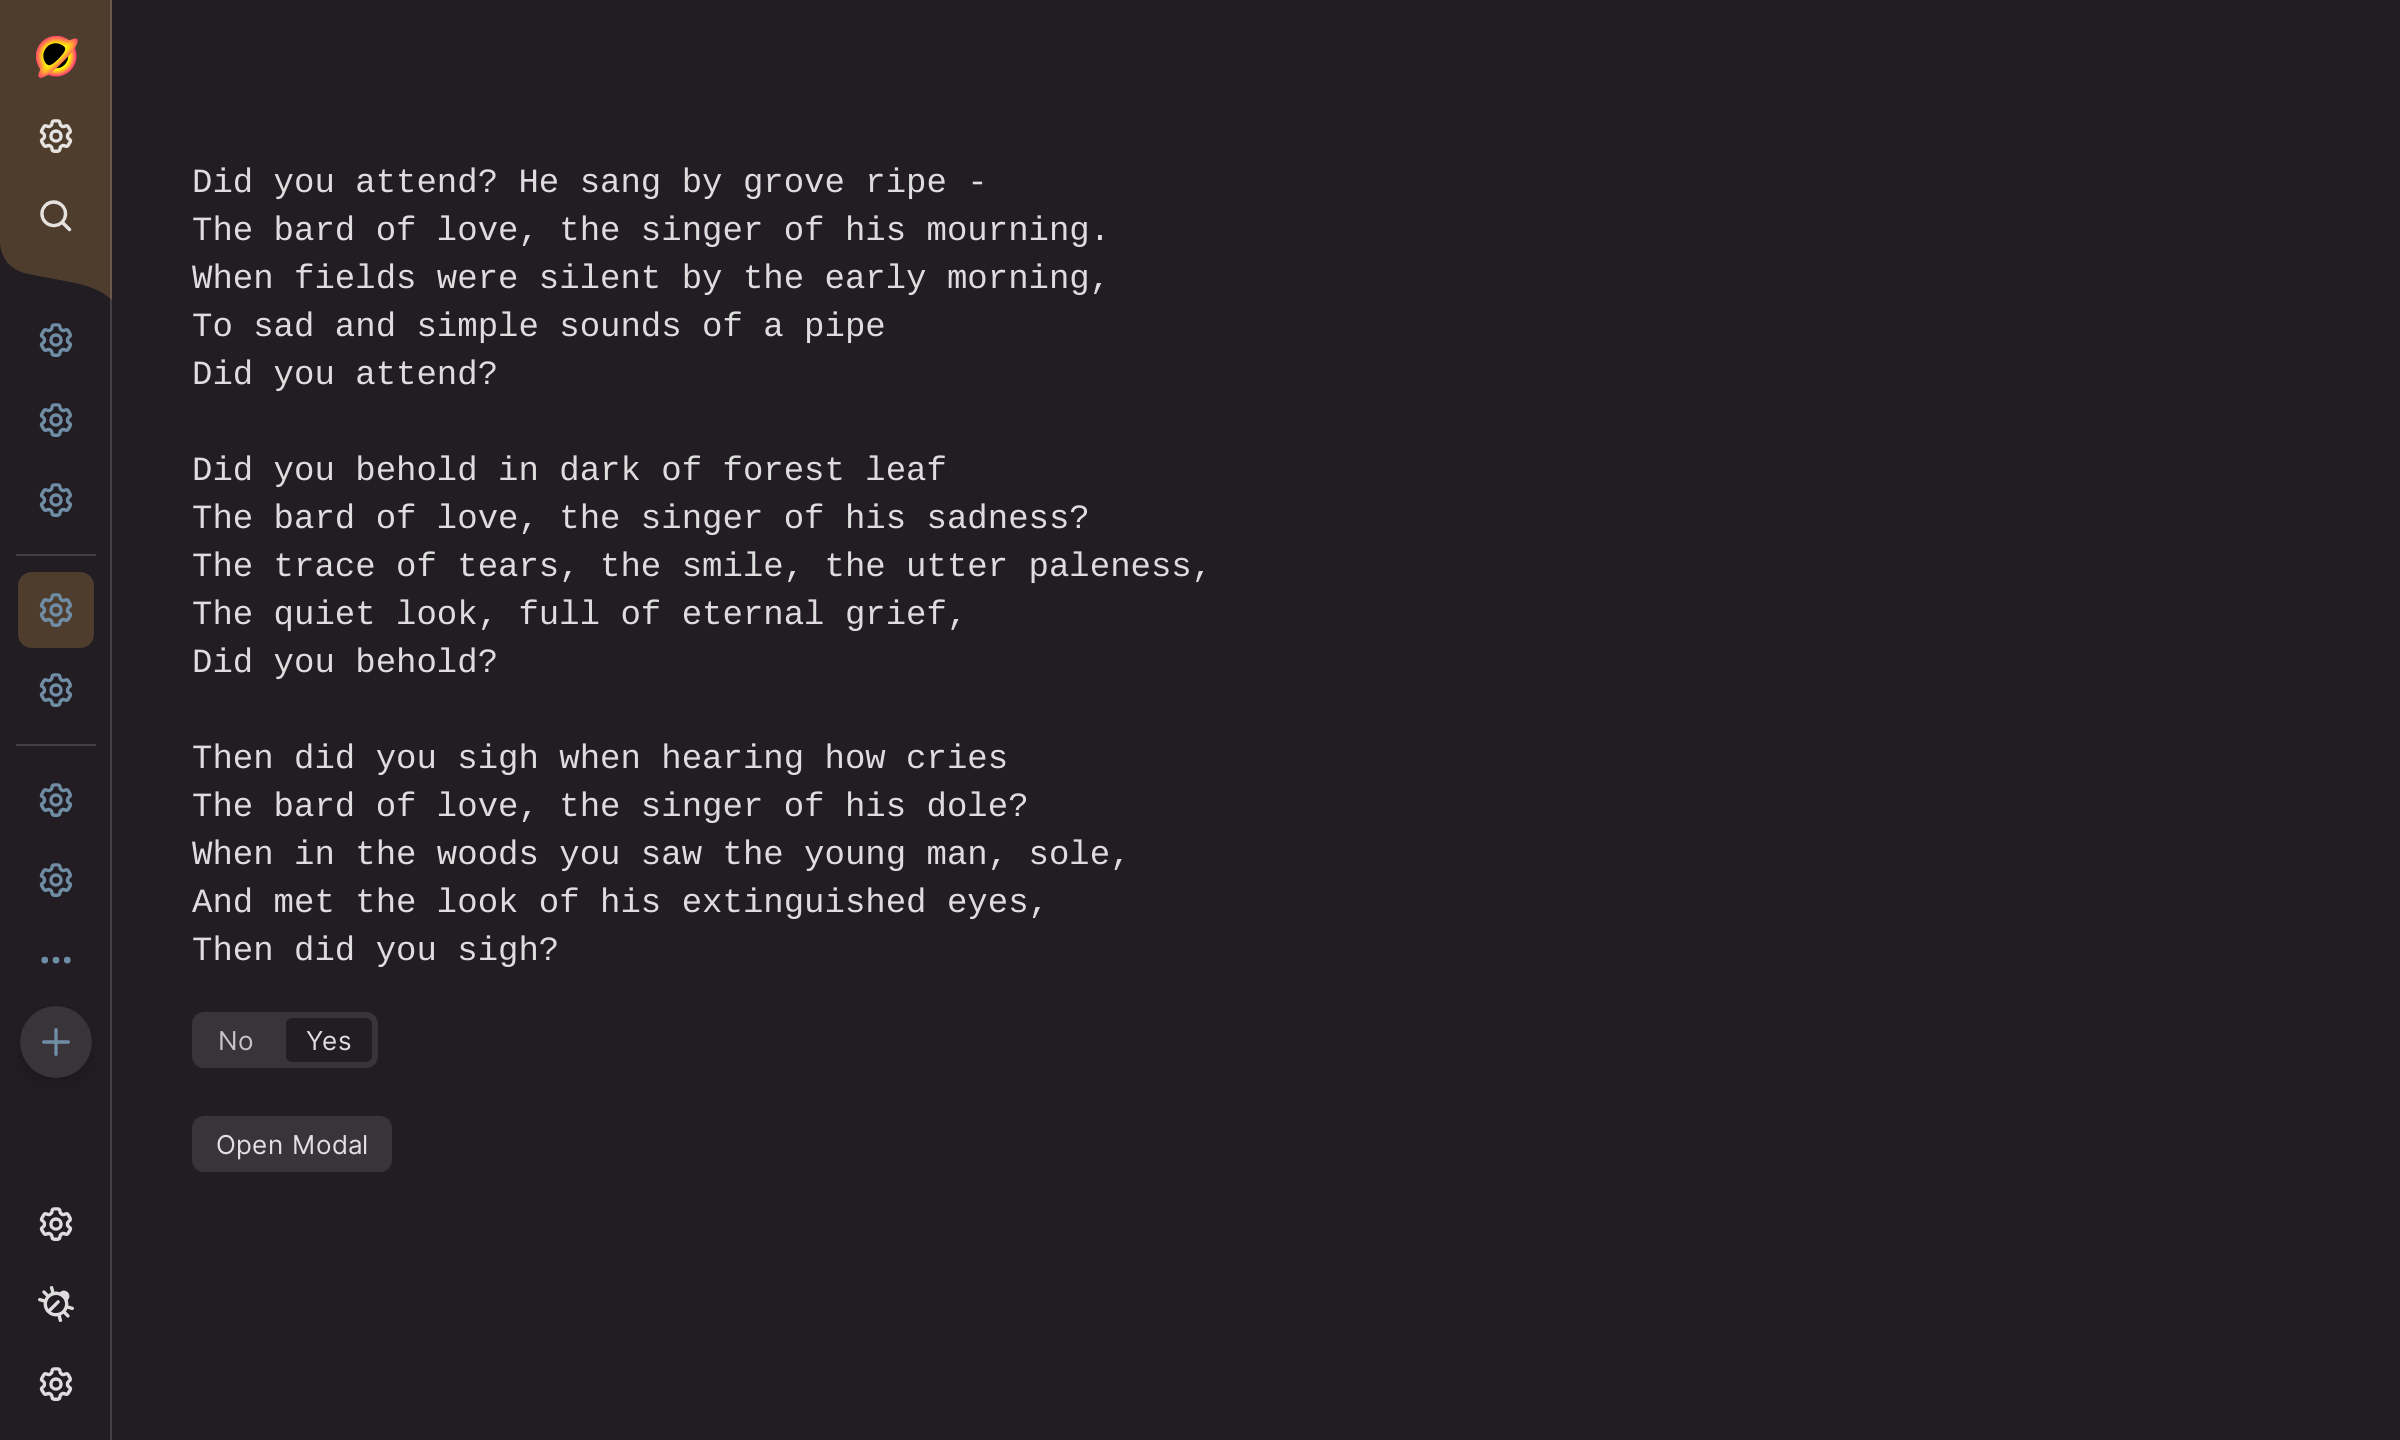 Did you attend? He sang by grove ripe -
The bard of love, the singer of his mourning.
When fields were silent by the early morning,
To sad and simple sounds of a pipe
Did you attend?

Did you behold in dark of forest leaf
The bard of love, the singer of his sadness?
The trace of tears, the smile, the utter paleness,
The quiet look, full of eternal grief,
Did you behold?

Then did you sigh when hearing how cries
The bard of love, the singer of his dole?
When in the woods you saw the young man, sole,
And met the look of his extinguished eyes,
Then did you sigh?

No Yes
Open Modal